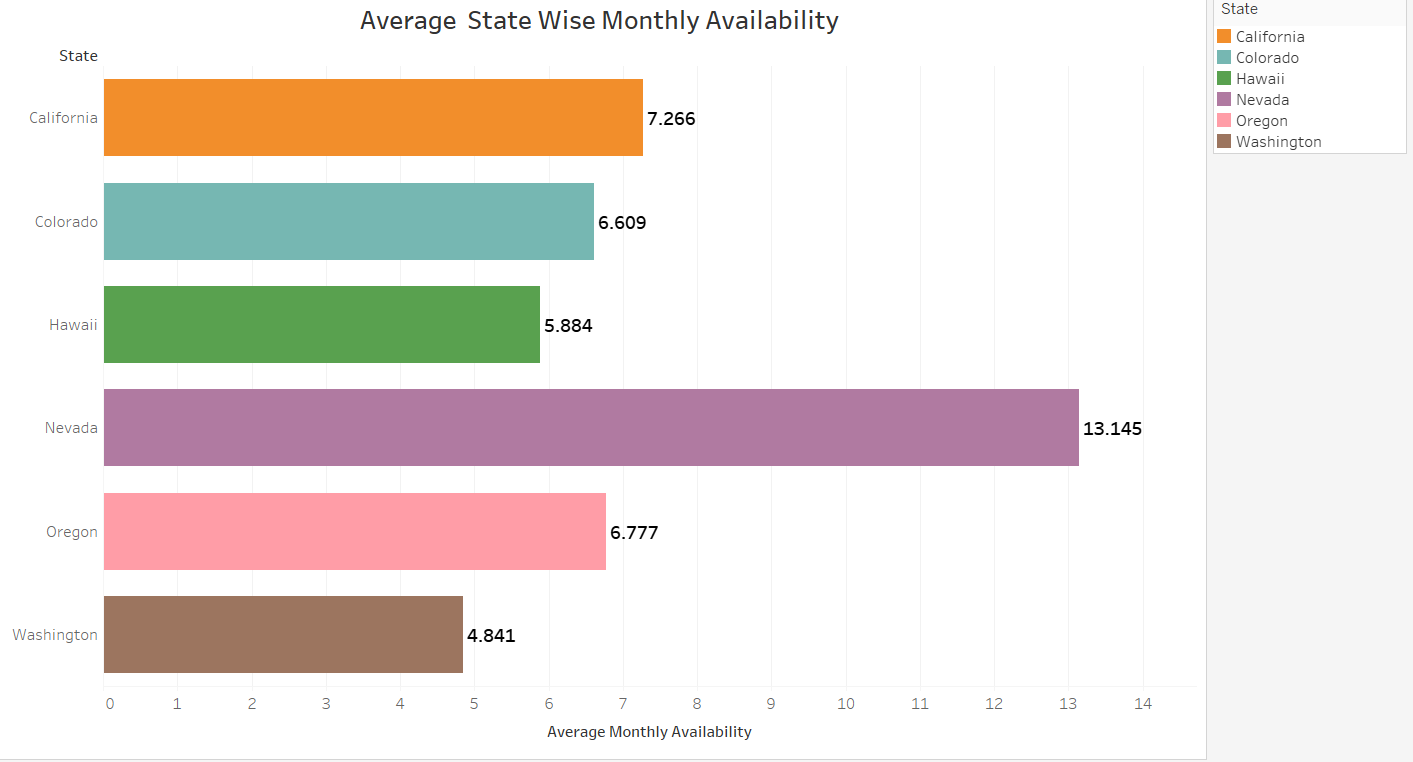 Average  State Wise Monthly Availability
State
California
7.266
Colorado
6.609
Hawaii
5.884
Nevada
13.145
Oregon
6.777
Washington
4.841
0 1 2 3 4 5 6 7 8 9 10 11 12 13 14
Average Monthly Availability
State
California
Colorado
Hawaii
Nevada
Oregon
Washington